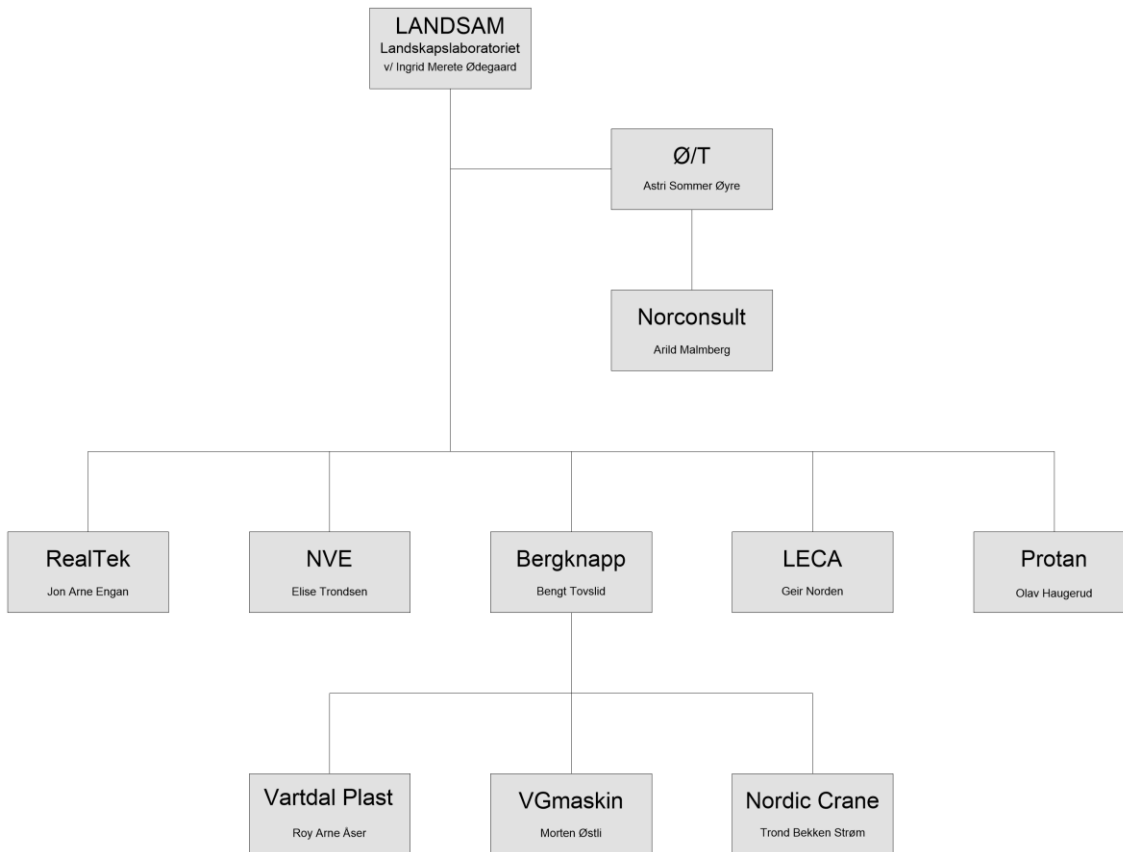 LANDSAM
Landskapslaboratoriet
v/ Ingrid Merete Ødegaard
Ø/T
Astri Sommer Øyre
Norconsult
Arild Malmberg
RealTek
Jon Arne Engan
NVE
Elise Trondsen
Bergknapp
Bengt Tovslid
LECA
Geir Norden
Protan
Olav Haugerud
Vartdal Plast
Roy Arne Åser
VGmaskin
Morten Østli
Nordic Crane
Trond Bekken Strøm